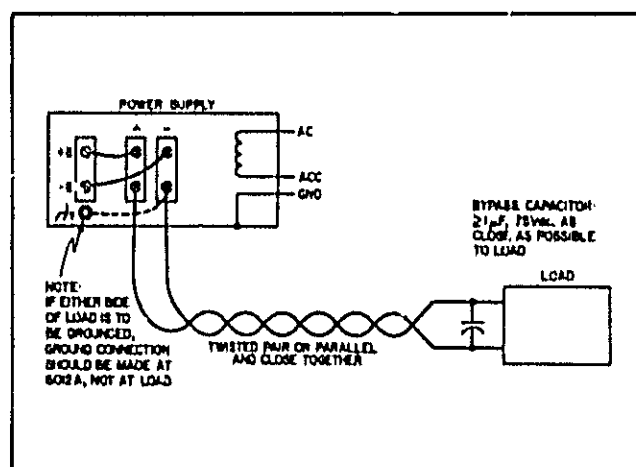 POWER SUPPLY
+ -
+S
-S
AC
ACC
GND
BYPASS CAPACITOR:
≥1µF, 75Vdc, AS
CLOSE, AS POSSIBLE
TO LOAD
LOAD
NOTE:
IF EITHER SIDE
OF LOAD IS TO
BE GROUNDED,
GROUND CONNECTION
SHOULD BE MADE AT
6012A, NOT AT LOAD
TWISTED PAIR OR PARALLEL
AND CLOSE TOGETHER